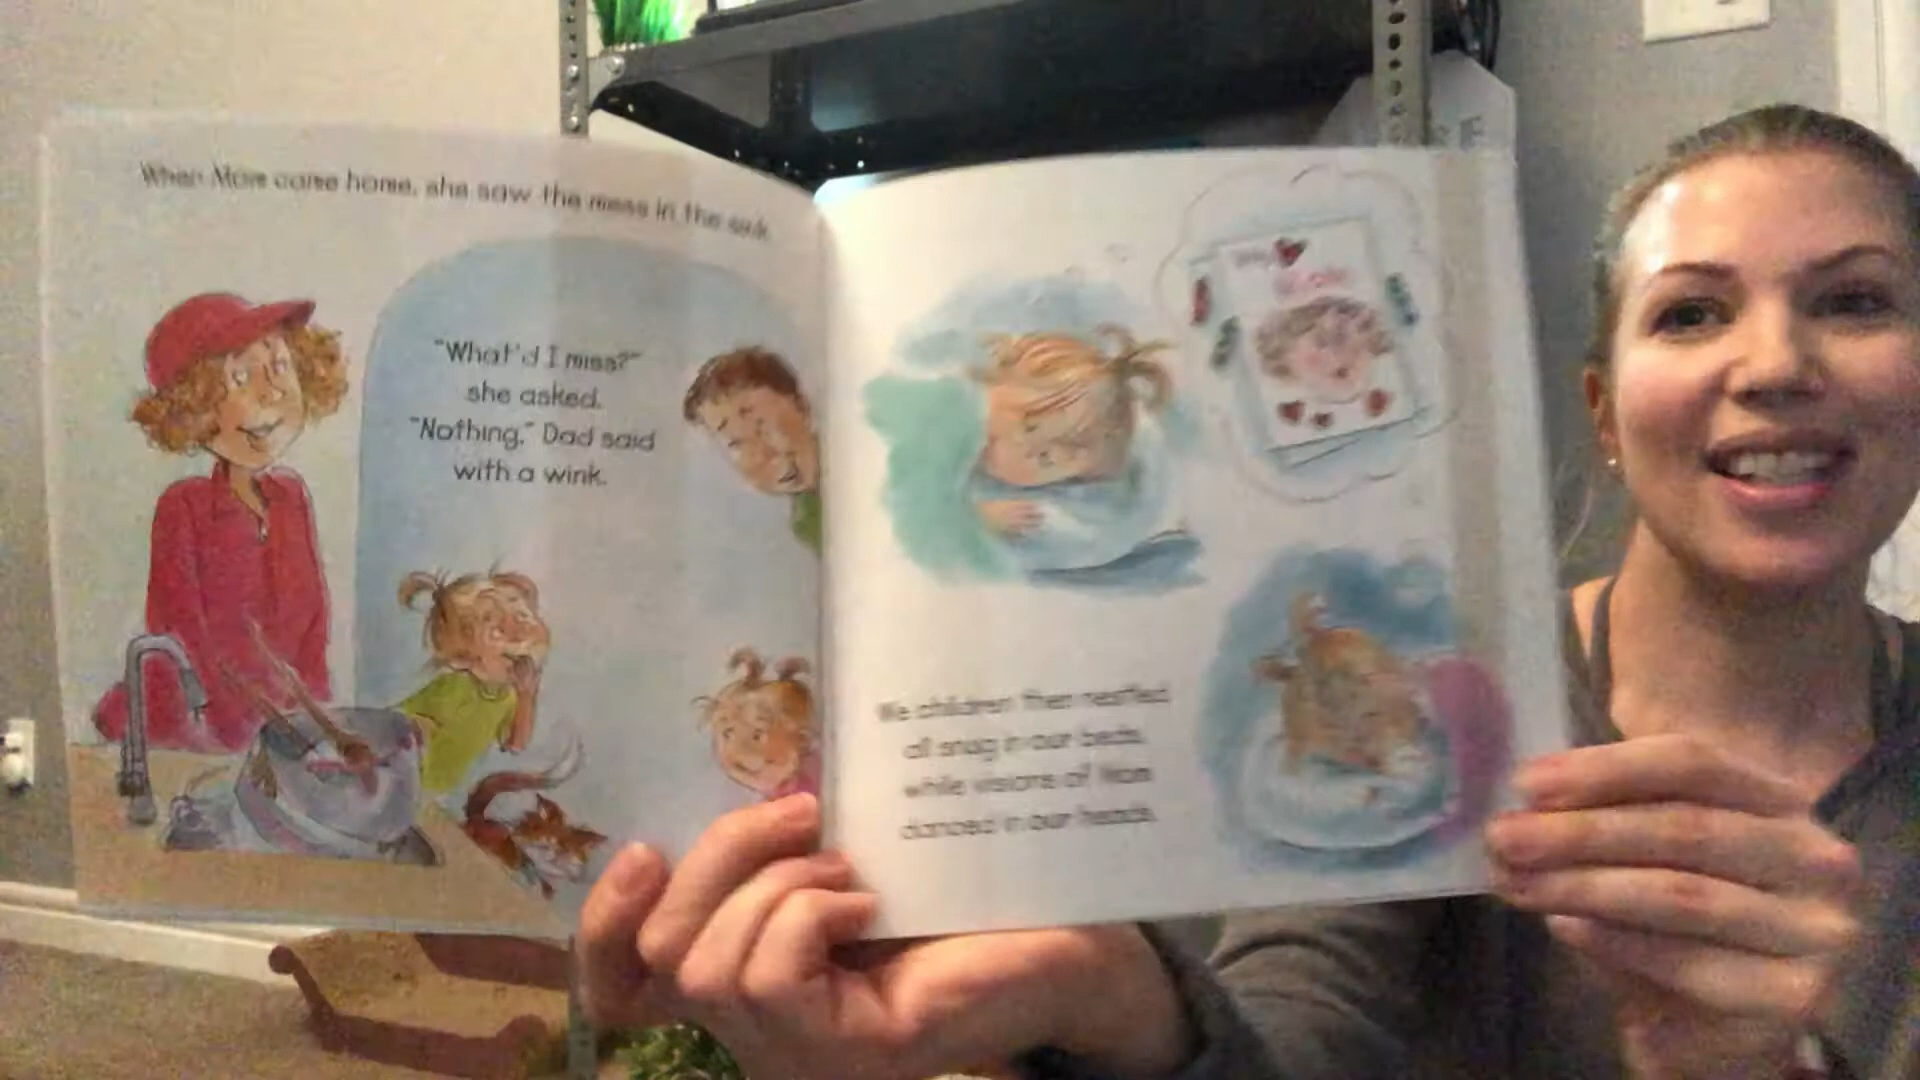 When Mom came home, she saw the mess in the sink.
"What'd I miss?"
she asked.
"Nothing," Dad said
with a wink.
We children then nestled
all snug in our beds,
while visions of Mom
danced in our heads.